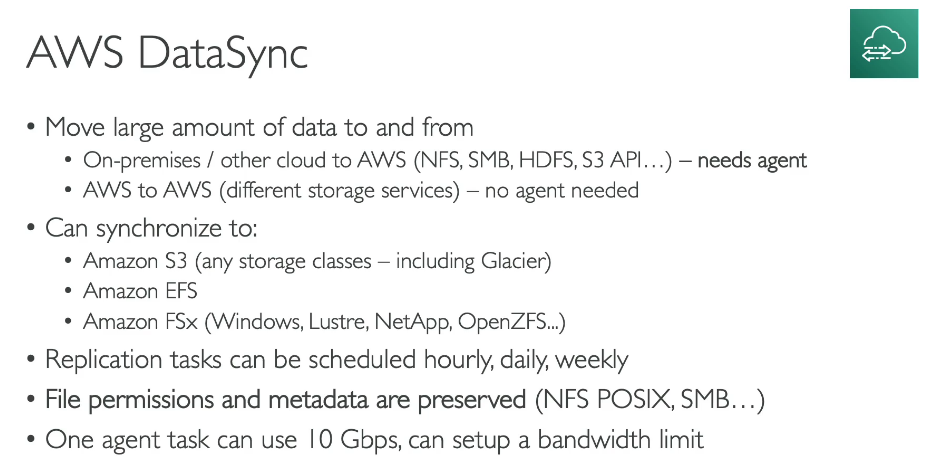 AWS DataSync
• Move large amount of data to and from
• On-premises / other cloud to AWS (NFS, SMB, HDFS, S3 API…) – needs agent
• AWS to AWS (different storage services) – no agent needed
• Can synchronize to:
• Amazon S3 (any storage classes – including Glacier)
• Amazon EFS
• Amazon FSx (Windows, Lustre, NetApp, OpenZFS...)
• Replication tasks can be scheduled hourly, daily, weekly
• File permissions and metadata are preserved (NFS POSIX, SMB…)
• One agent task can use 10 Gbps, can setup a bandwidth limit